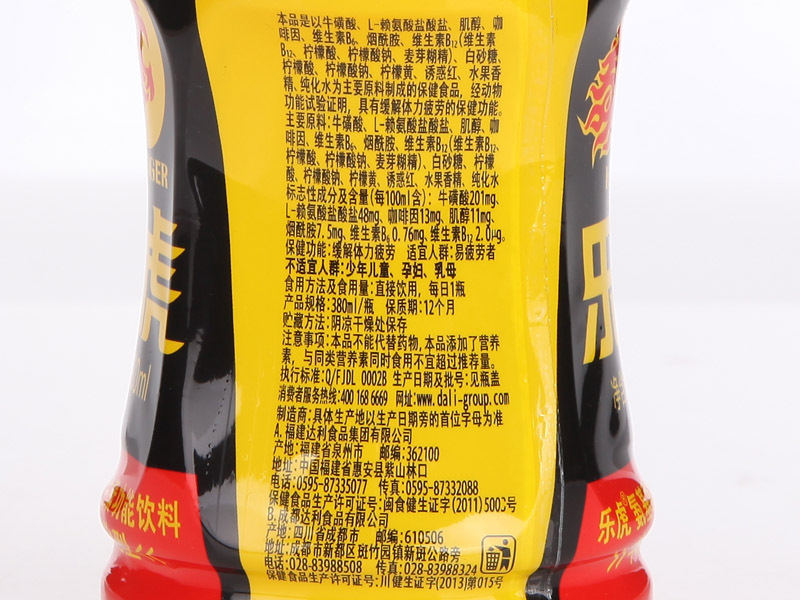 本品是以牛磺酸、L-赖氨酸盐酸盐、肌醇、咖
啡因、维生素B₆、烟酰胺、维生素B₁₂(维生素
B₁₂、柠檬酸、柠檬酸钠、麦芽糊精)、白砂糖、
柠檬酸、柠檬酸钠、柠檬黄、诱惑红、水果香
精、纯化水为主要原料制成的保健食品，经动物
功能试验证明，具有缓解体力疲劳的保健功能。
主要原料:牛磺酸、L-赖氨酸盐酸盐、肌醇、咖
啡因、维生素B₆、烟酰胺、维生素B₁₂(维生素B₁₂、
柠檬酸、柠檬酸钠、麦芽糊精)、白砂糖、柠檬
酸、柠檬酸钠、柠檬黄、诱惑红、水果香精、纯化水
标志性成分及含量(每100ml含):牛磺酸201mg、
L-赖氨酸盐酸盐48mg、咖啡因13mg、肌醇11mg、
烟酰胺7.5mg、维生素B₆0.76mg、维生素B₁₂2.0μg。
保健功能:缓解体力疲劳 适宜人群:易疲劳者
不适宜人群:少年儿童、孕妇、乳母
食用方法及食用量:直接饮用，每日1瓶
产品规格:380ml/瓶 保质期:12个月
贮藏方法:阴凉干燥处保存
注意事项:本品不能代替药物,本品添加了营养
素，与同类营养素同时食用不宜超过推荐量。
执行标准:Q/FJDL 0002B 生产日期及批号:见瓶盖
消费者服务热线:400 168 6669 网址:www.dali-group.com
制造商:具体生产地以生产日期旁的首位字母为准
A.福建达利食品集团有限公司
产地:福建省泉州市 邮编:362100
地址:中国福建省惠安县紫山林口
电话:0595-87335077 传真:0595-87332088
保健食品生产许可证号:闽食健生证字(2011)500号
B.成都达利食品有限公司
产地:四川省成都市 邮编:610506
地址:成都市新都区斑竹园镇新斑公路旁
电话:028-83988508 传真:028-83988324
保健食品生产许可证号:川健生证字(2013)第015号
GER
虎
ml
功能饮料
乐
净
乐虎®氨基